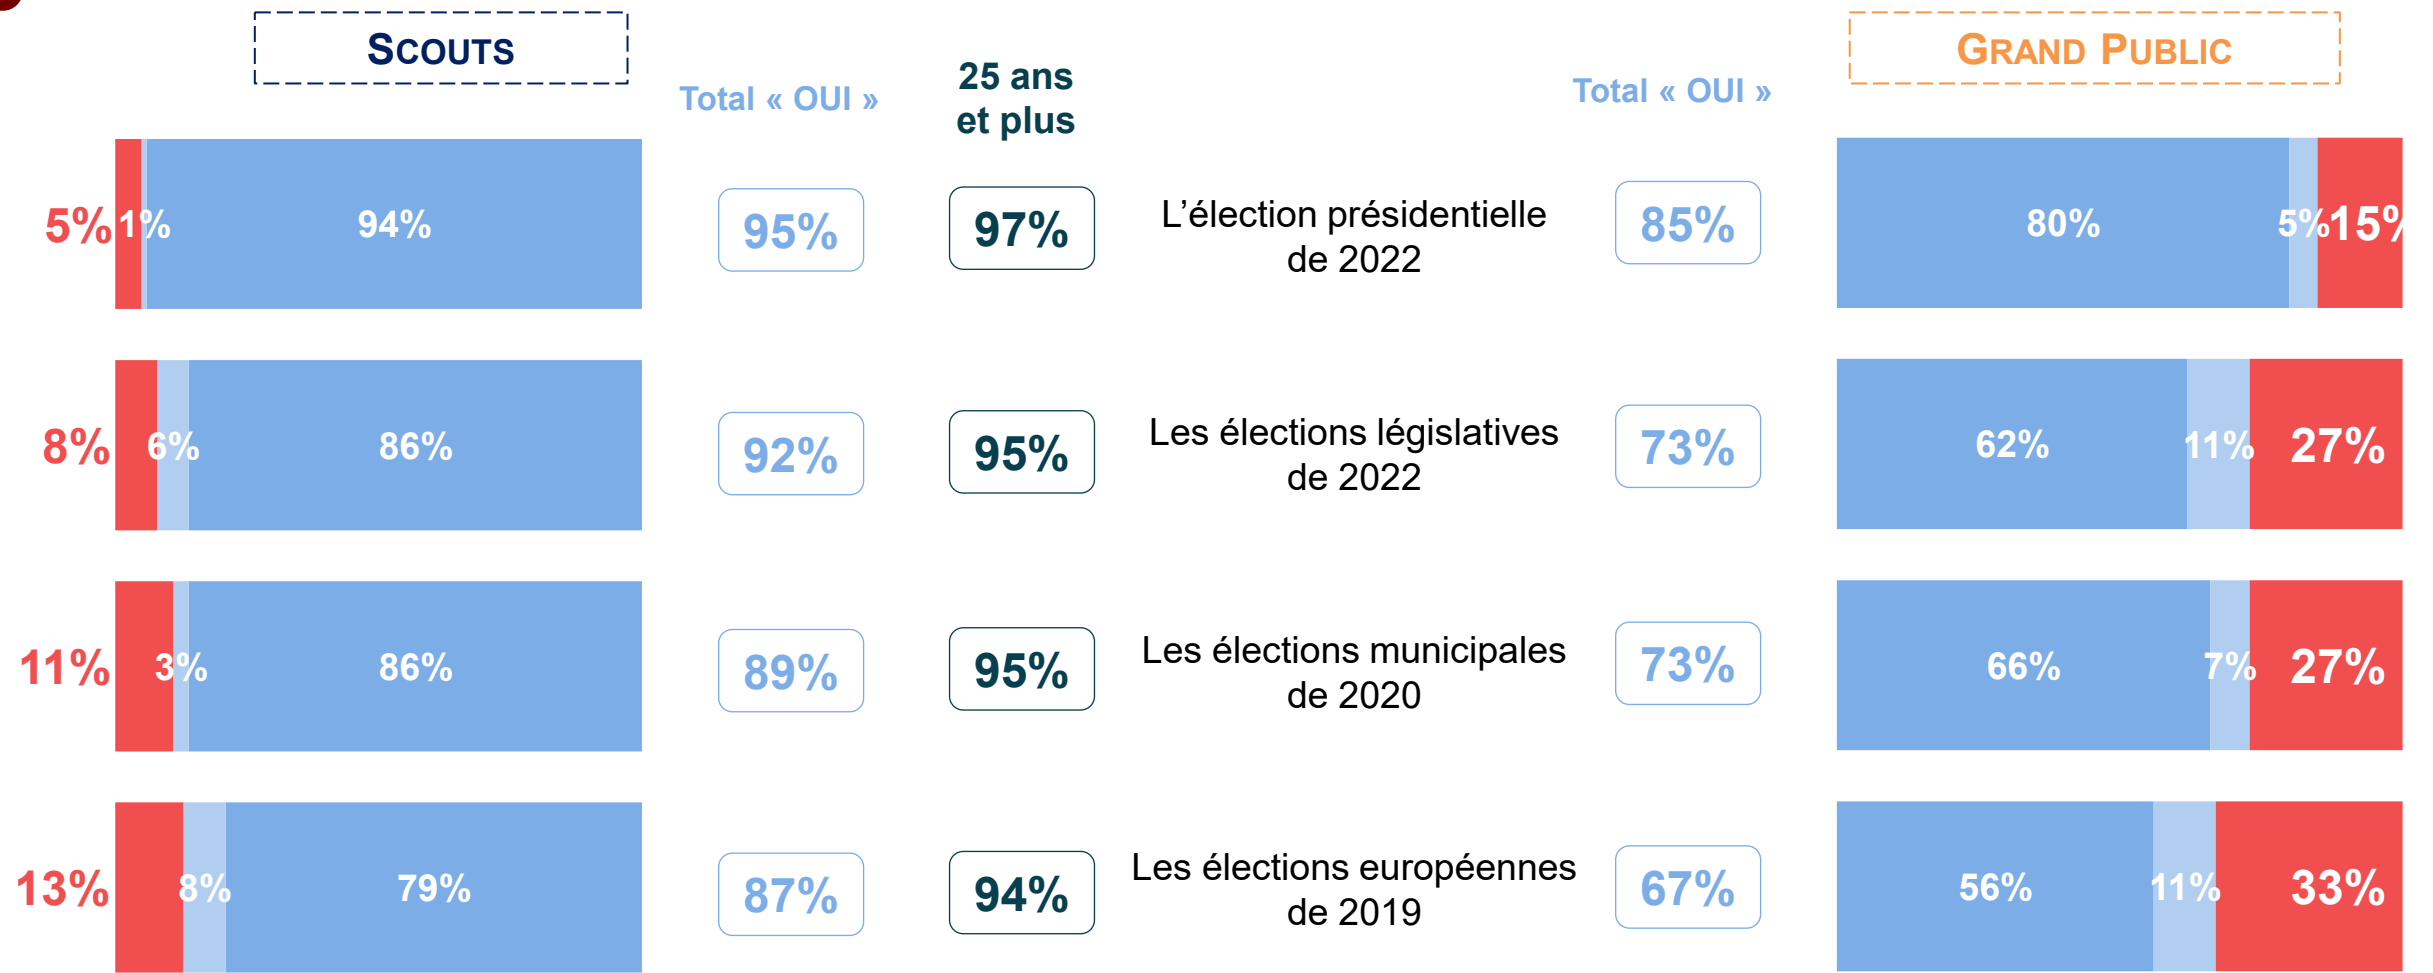 SCOUTS
GRAND PUBLIC
Total « OUI »
25 ans
et plus
Total « OUI »
5% 1% 94% 95% 97%
L’élection présidentielle
de 2022
85% 80% 5% 15%
8% 6% 86% 92% 95%
Les élections législatives
de 2022
73% 62% 11% 27%
11% 3% 86% 89% 95%
Les élections municipales
de 2020
73% 66% 7% 27%
13% 8% 79% 87% 94%
Les élections européennes
de 2019
67% 56% 11% 33%